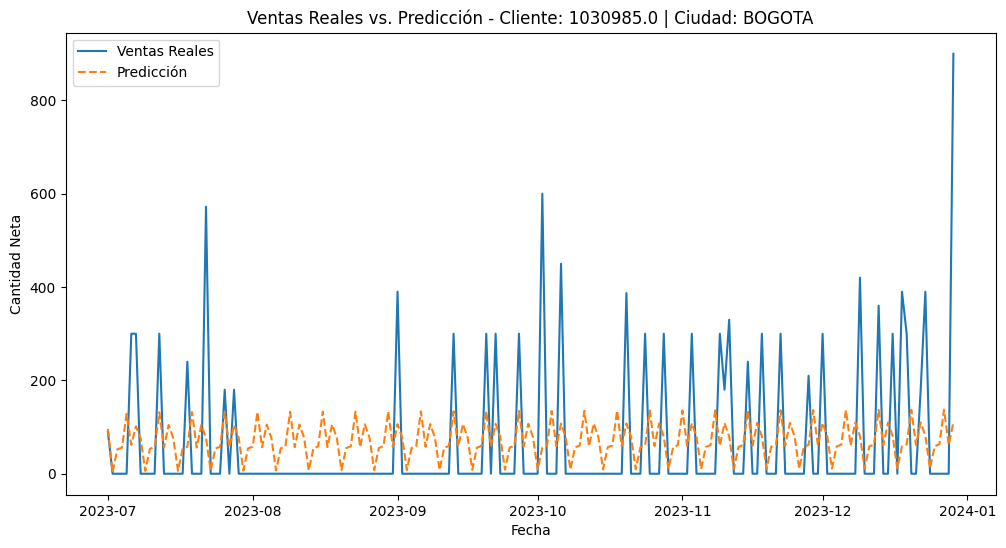 Ventas Reales vs. Predicción - Cliente: 1030985.0 | Ciudad: BOGOTA
Ventas Reales
Predicción
Cantidad Neta
800
600
400
200
0
2023-07
2023-08
2023-09
2023-10
2023-11
2023-12
2024-01
Fecha